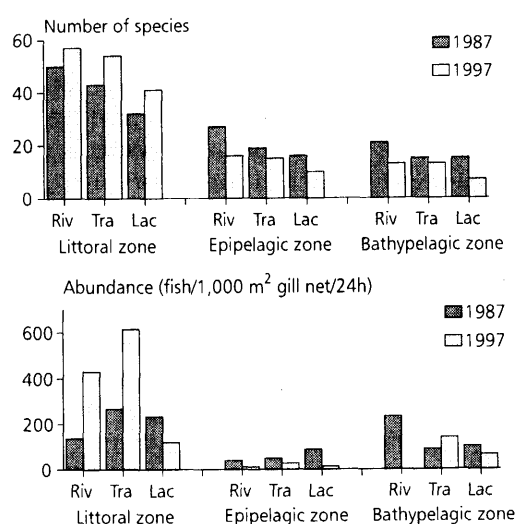 Number of species
1987
1997
60
40
20
0
Riv Tra Lac Riv Tra Lac Riv Tra Lac
Littoral zone Epipelagic zone Bathypelagic zone
Abundance (fish/1,000 m² gill net/24h)
1987
1997
600
400
200
0
Riv Tra Lac Riv Tra Lac Riv Tra Lac
Littoral zone Epipelagic zone Bathypelagic zone